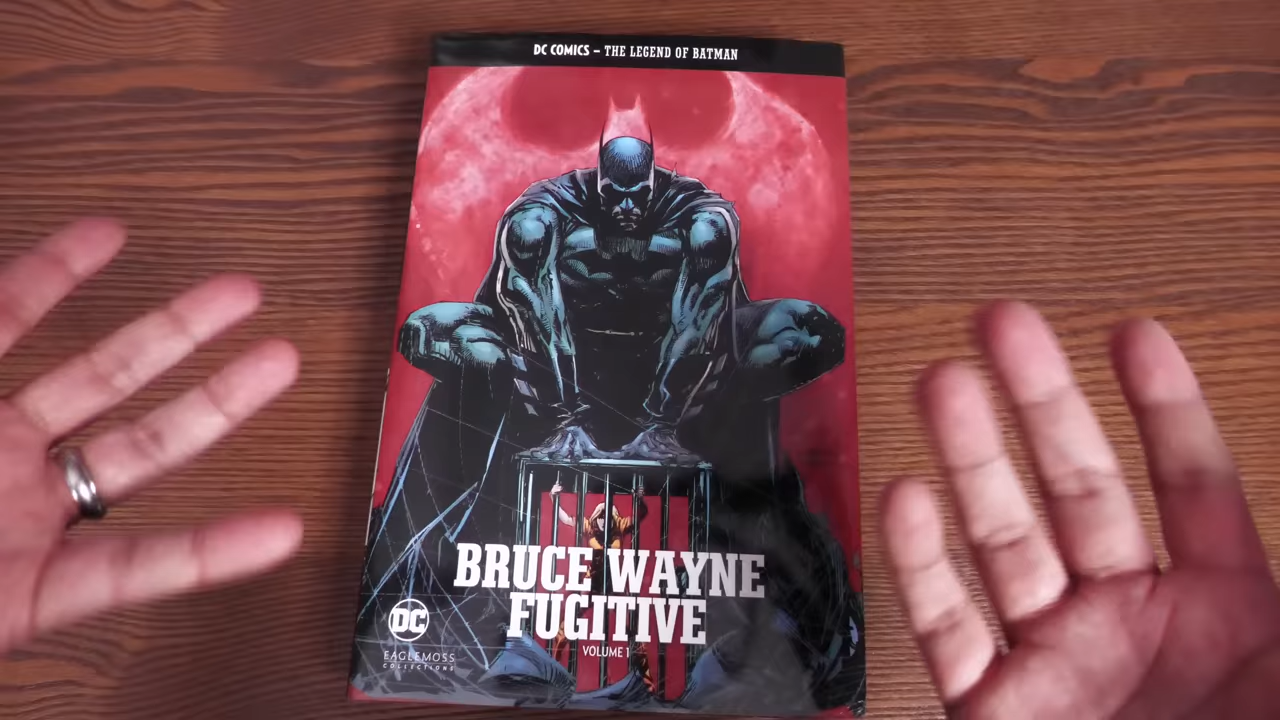 DC COMICS – THE LEGEND OF BATMAN
BRUCE WAYNE
FUGITIVE
VOLUME 1
DC
EAGLEMOSS
COLLECTIONS